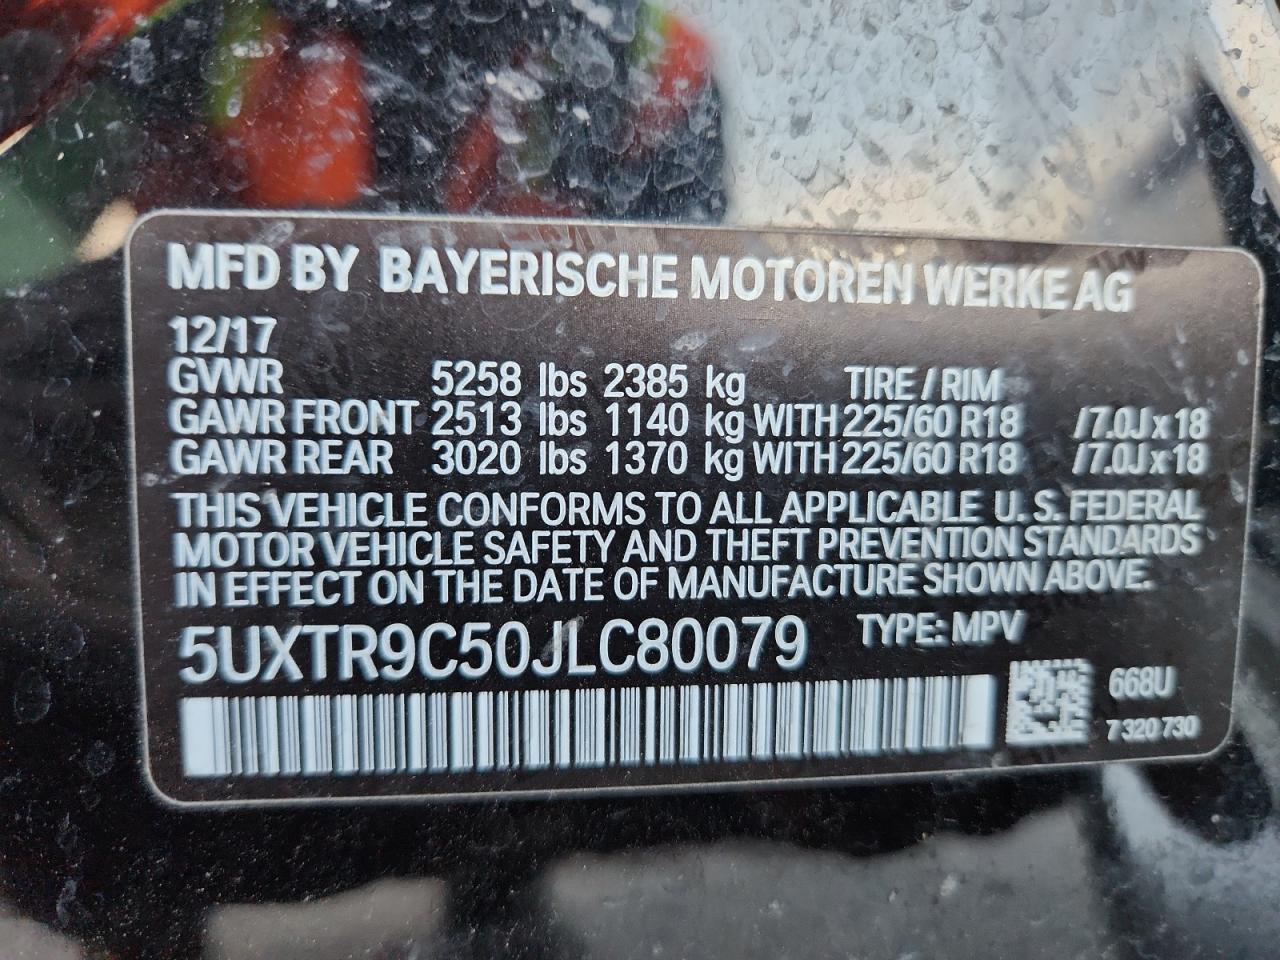 MFD BY BAYERISCHE MOTOREN WERKE AG
12/17
GVWR 5258 lbs 2385 kg TIRE / RIM
GAWR FRONT 2513 lbs 1140 kg WITH 225/60 R18 /7.0J x 18
GAWR REAR 3020 lbs 1370 kg WITH 225/60 R18 /7.0J x 18
THIS VEHICLE CONFORMS TO ALL APPLICABLE U. S. FEDERAL
MOTOR VEHICLE SAFETY AND THEFT PREVENTION STANDARDS
IN EFFECT ON THE DATE OF MANUFACTURE SHOWN ABOVE.
5UXTR9C50JLC80079 TYPE: MPV
668U
7 320 730